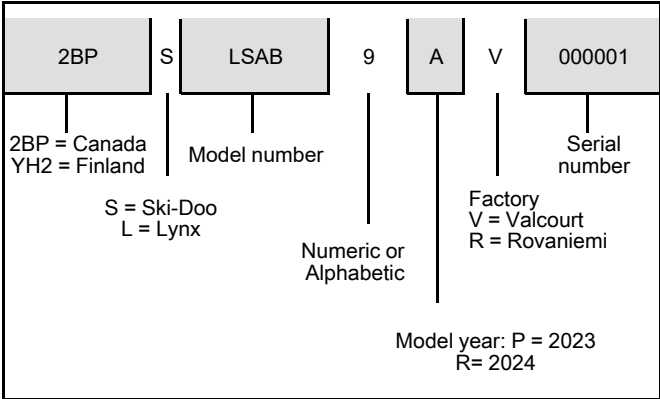 2BP S LSAB 9 A V 000001
2BP = Canada
YH2 = Finland
Model number
Serial
number
S = Ski-Doo
L = Lynx
Factory
V = Valcourt
R = Rovaniemi
Numeric or
Alphabetic
Model year: P = 2023
R= 2024